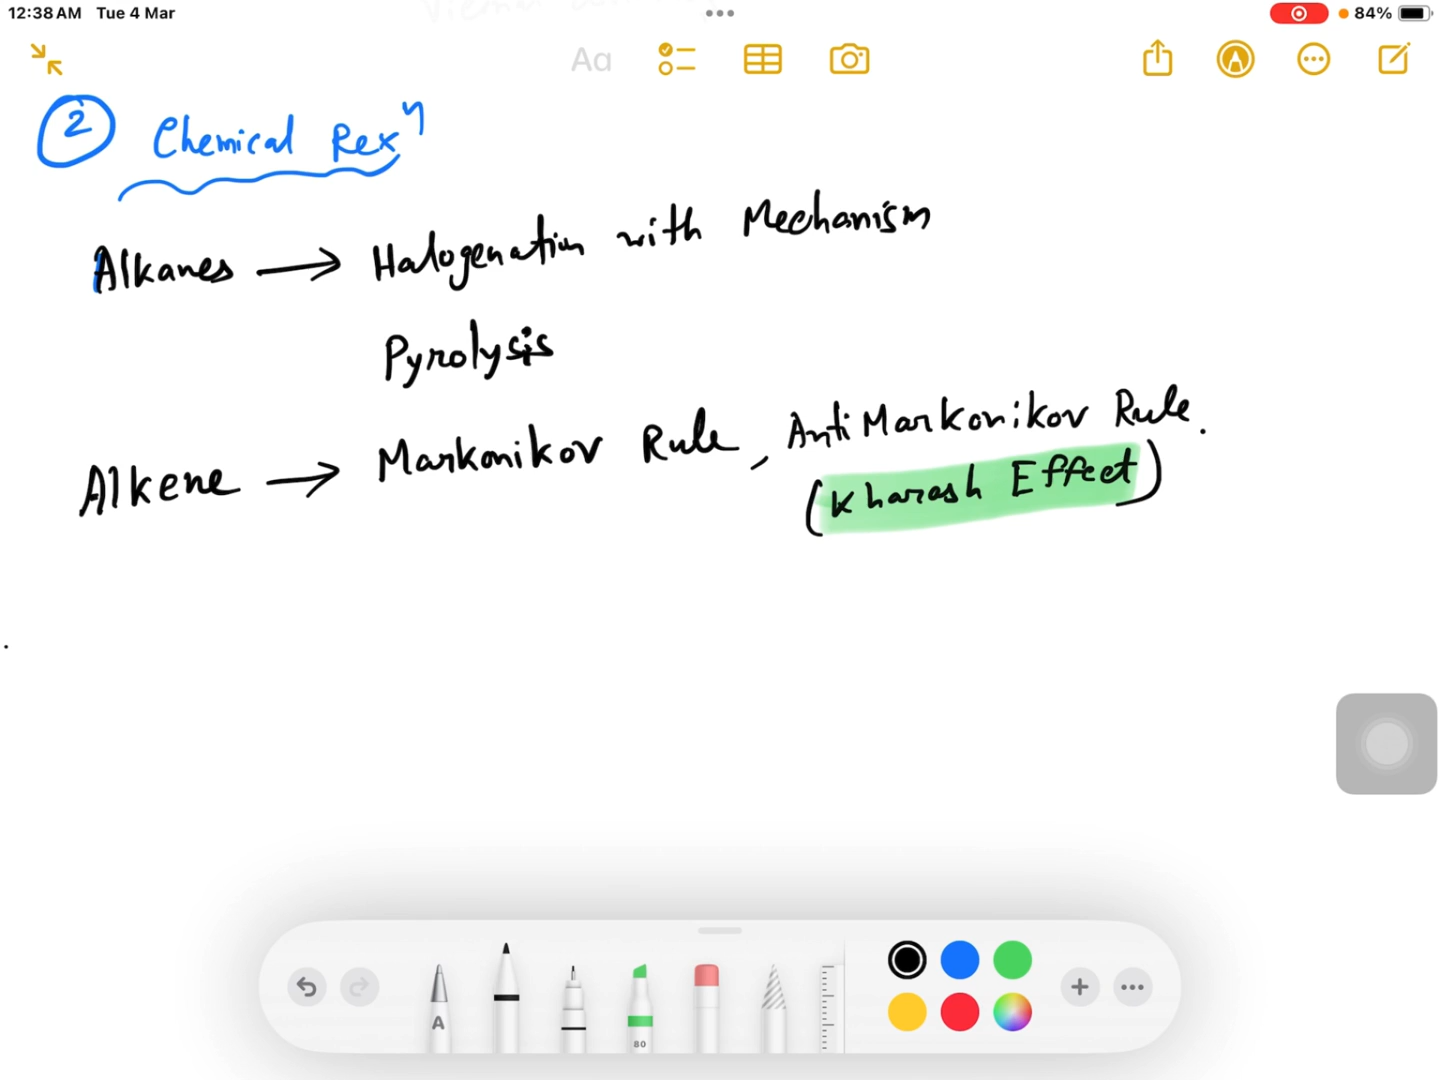 12:38 AM Tue 4 Mar
84%
Aa
2 Chemical Rexⁿ
Alkanes → Halogenation with Mechanism
Pyrolysis
Alkene → Markonikov Rule, Anti Markonikov Rule.
(Kharash Effect)
A
80